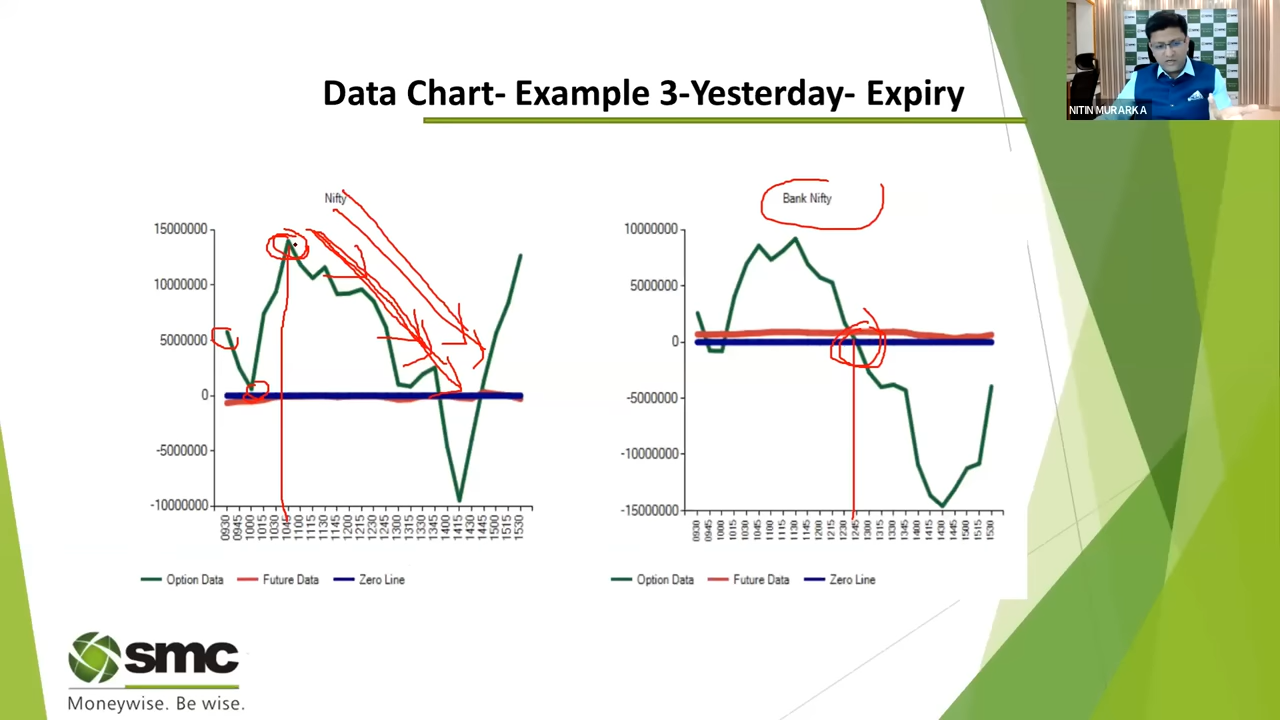 Data Chart- Example 3-Yesterday- Expiry
NITIN MURARKA
Nifty
15000000
10000000
5000000
0
-5000000
-10000000
0930 0945 1000 1015 1030 1045 1100 1115 1130 1145 1200 1215 1230 1245 1300 1315 1330 1345 1400 1415 1430 1445 1500 1515 1530
Option Data Future Data Zero Line
Bank Nifty
10000000
5000000
0
-5000000
-10000000
-15000000
0930 0945 1000 1015 1030 1045 1100 1115 1130 1145 1200 1215 1230 1245 1300 1315 1330 1345 1400 1415 1430 1445 1500 1515 1530
Option Data Future Data Zero Line
smc
Moneywise. Be wise.